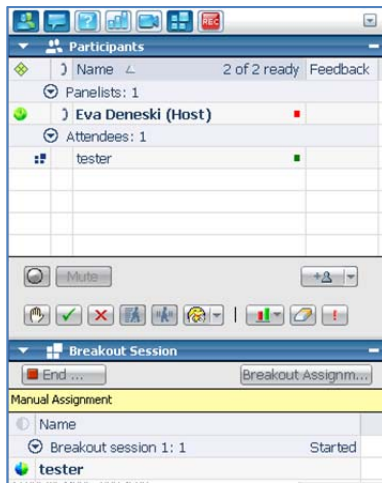 REC
Participants
Name 2 of 2 ready Feedback
Panelists: 1
Eva Deneski (Host)
Attendees: 1
tester
Mute
Breakout Session
End ... Breakout Assignm...
Manual Assignment
Name
Breakout session 1: 1 Started
tester